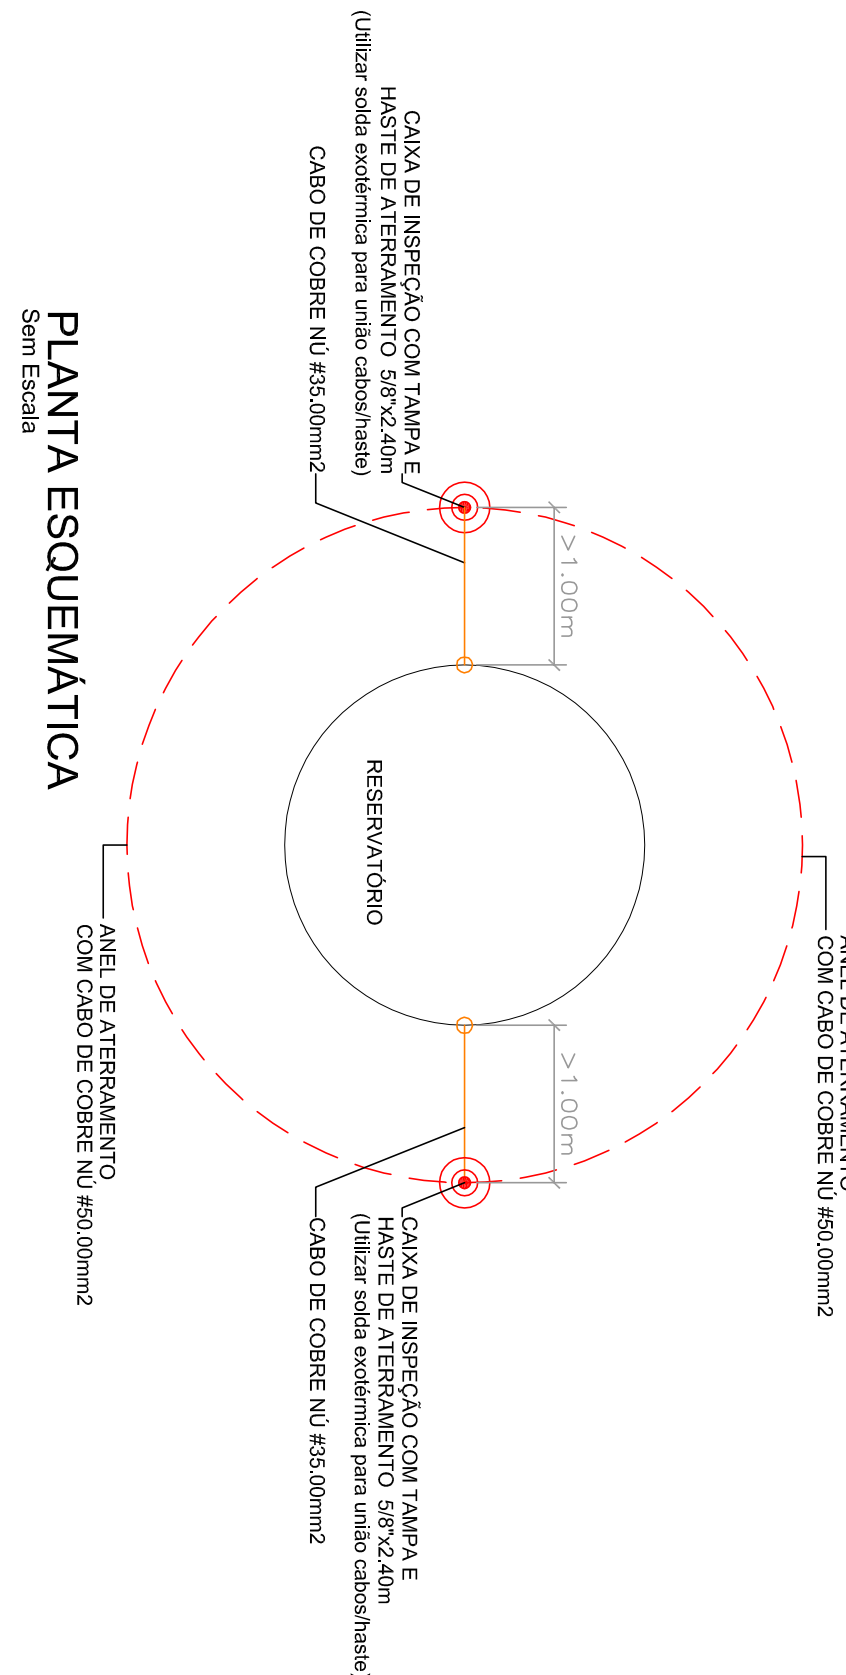 ANEL DE ATERRAMENTO
COM CABO DE COBRE NÚ #50.00mm2
>1.00m
>1.00m
CAIXA DE INSPEÇÃO COM TAMPA E
HASTE DE ATERRAMENTO 5/8"x2.40m
(Utilizar solda exotérmica para união cabos/haste)
CABO DE COBRE NÚ #35.00mm2
RESERVATÓRIO
CAIXA DE INSPEÇÃO COM TAMPA E
HASTE DE ATERRAMENTO 5/8"x2.40m
(Utilizar solda exotérmica para união cabos/haste)
CABO DE COBRE NÚ #35.00mm2
ANEL DE ATERRAMENTO
COM CABO DE COBRE NÚ #50.00mm2
PLANTA ESQUEMÁTICA
Sem Escala